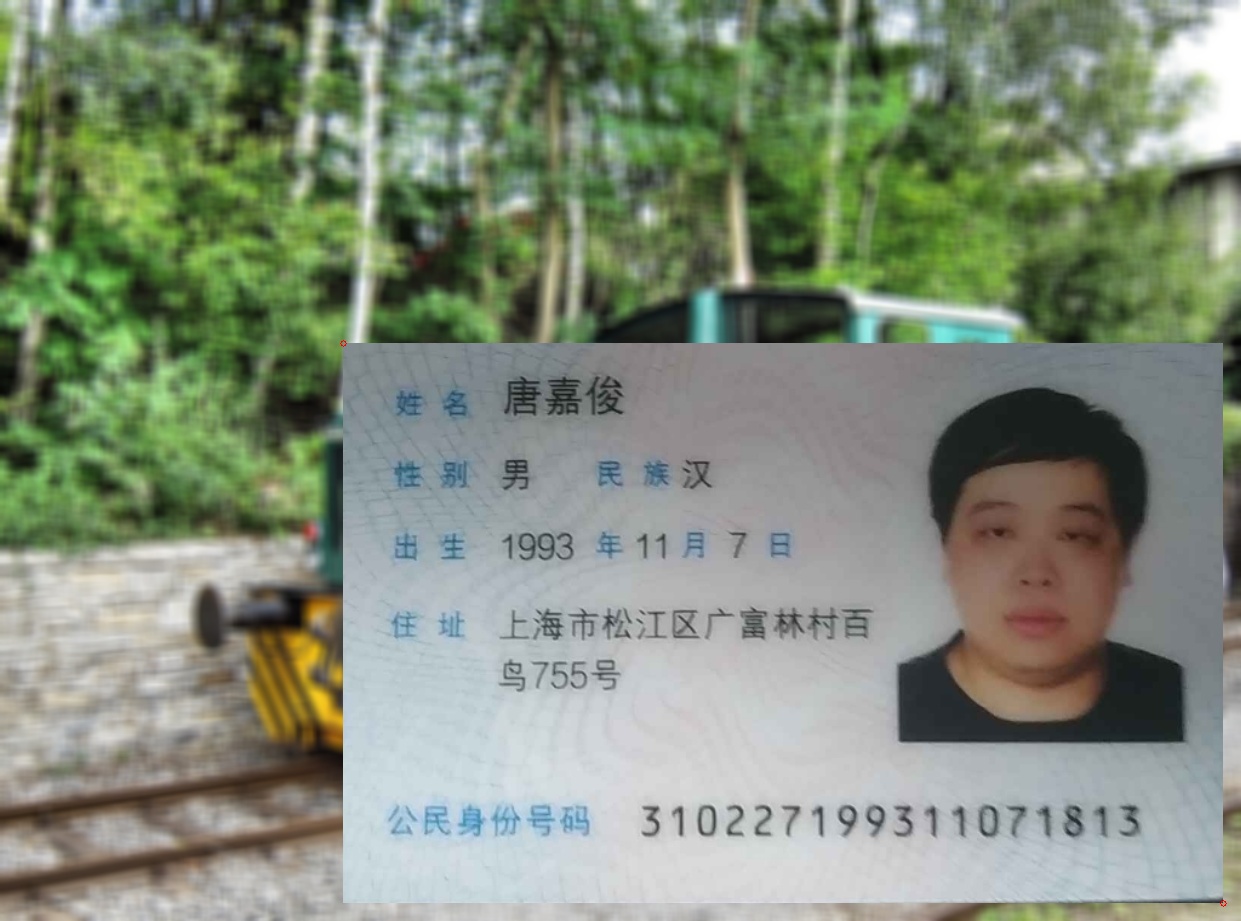 姓名 唐嘉俊
性别 男 民族 汉
出生 1993 年 11 月 7 日
住址 上海市松江区广富林村百
鸟755号
公民身份号码 310227199311071813